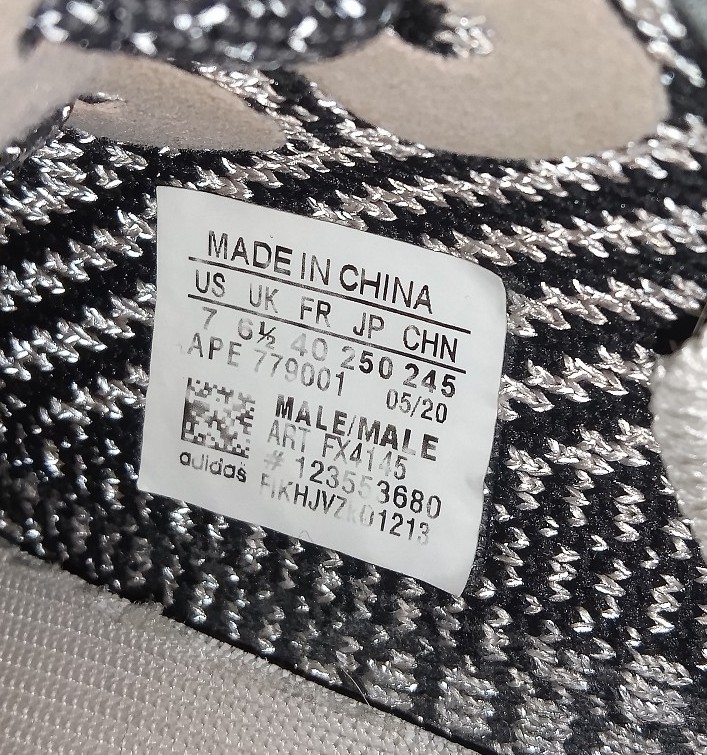 MADE IN CHINA
US UK FR JP CHN
7 6½ 40 250 245
APE 779001 05/20
MALE/MALE
ART FX4145
# 123553680
adidas